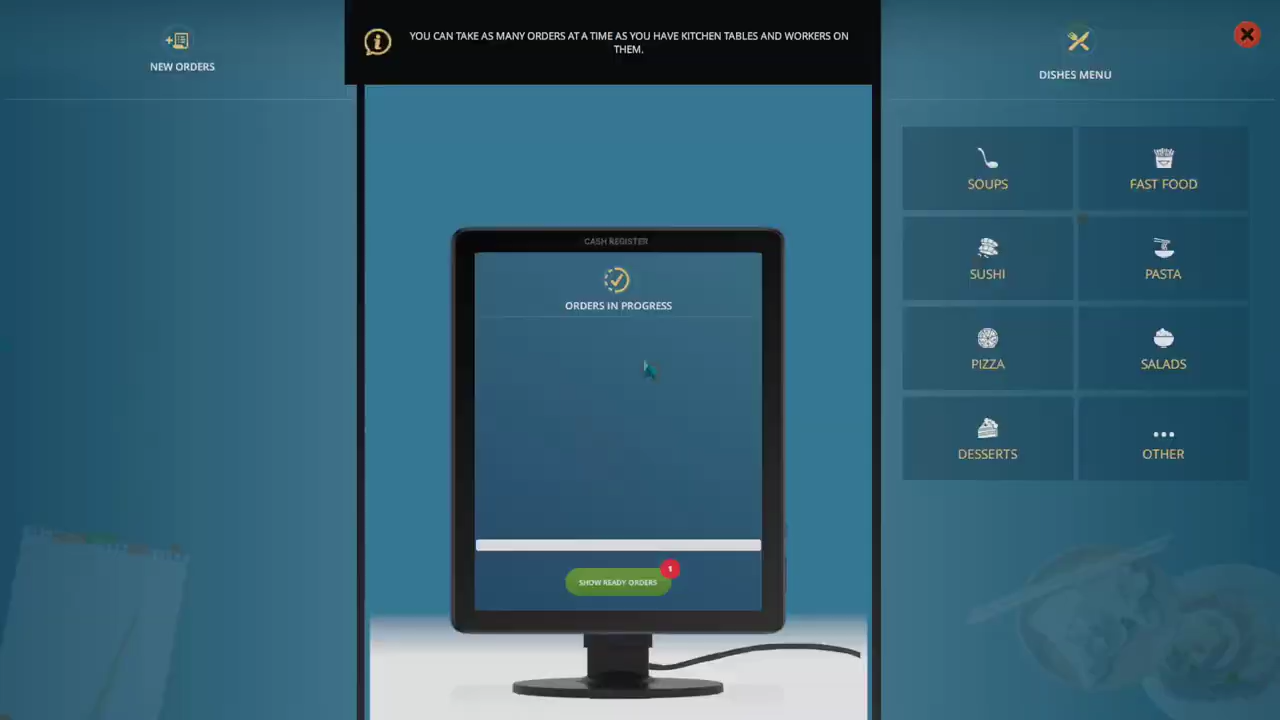 NEW ORDERS
YOU CAN TAKE AS MANY ORDERS AT A TIME AS YOU HAVE KITCHEN TABLES AND WORKERS ON
THEM.
DISHES MENU
SOUPS
FAST FOOD
SUSHI
PASTA
PIZZA
SALADS
DESSERTS
OTHER
CASH REGISTER
ORDERS IN PROGRESS
1
SHOW READY ORDERS